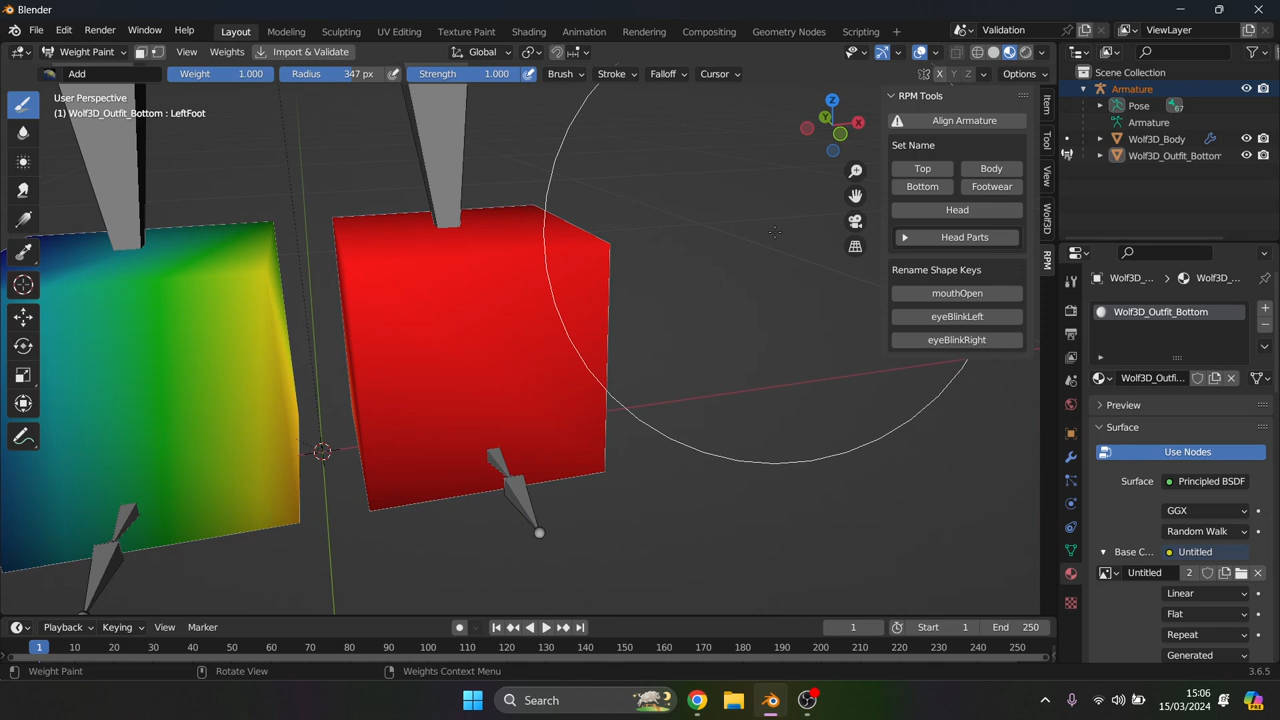 Blender
File Edit Render Window Help Layout Modeling Sculpting UV Editing Texture Paint Shading Animation Rendering Compositing Geometry Nodes Scripting + Validation ViewLayer
Weight Paint View Weights Import & Validate Global
Add Weight 1.000 Radius 347 px Strength 1.000 Brush Stroke Falloff Cursor X Y Z Options
User Perspective
(1) Wolf3D_Outfit_Bottom : LeftFoot
Z
Y
X
RPM Tools
Align Armature
Set Name
Top Body
Bottom Footwear
Head
Head Parts
Rename Shape Keys
mouthOpen
eyeBlinkLeft
eyeBlinkRight
Item
Tool
View
Wolf3D
RPM
Scene Collection
Armature
Pose 67
Armature
Wolf3D_Body
Wolf3D_Outfit_Bottom
Wolf3D_... Wolf3D_...
Wolf3D_Outfit_Bottom
Wolf3D_Outfi...
Preview
Surface
Use Nodes
Surface Principled BSDF
GGX
Random Walk
Base C... Untitled
Untitled 2
Linear
Flat
Repeat
Generated
Playback Keying View Marker 1 Start 1 End 250
1 10 20 30 40 50 60 70 80 90 100 110 120 130 140 150 160 170 180 190 200 210 220 230 240 250
Weight Paint Rotate View Weights Context Menu 3.6.5
Search
15:06
15/03/2024